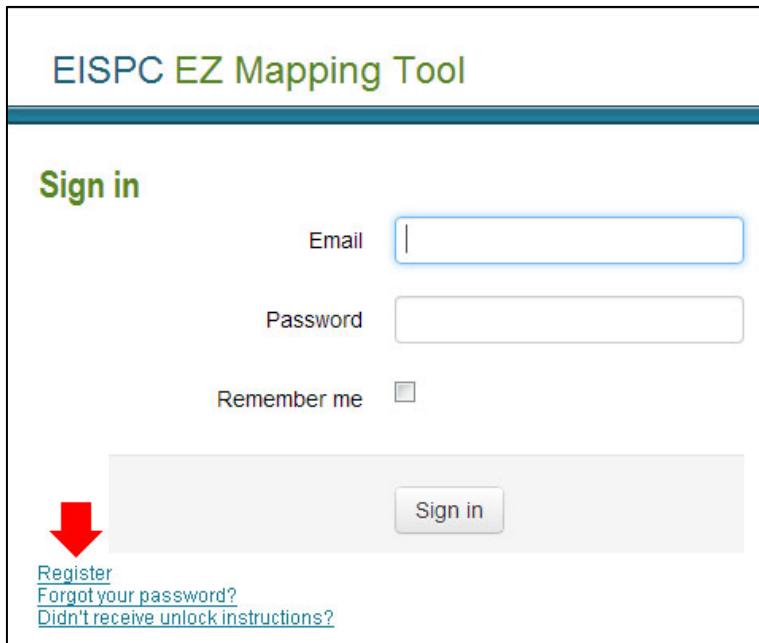 EISPC EZ Mapping Tool
Sign in
Email
Password
Remember me
Sign in
Register
Forgot your password?
Didn't receive unlock instructions?